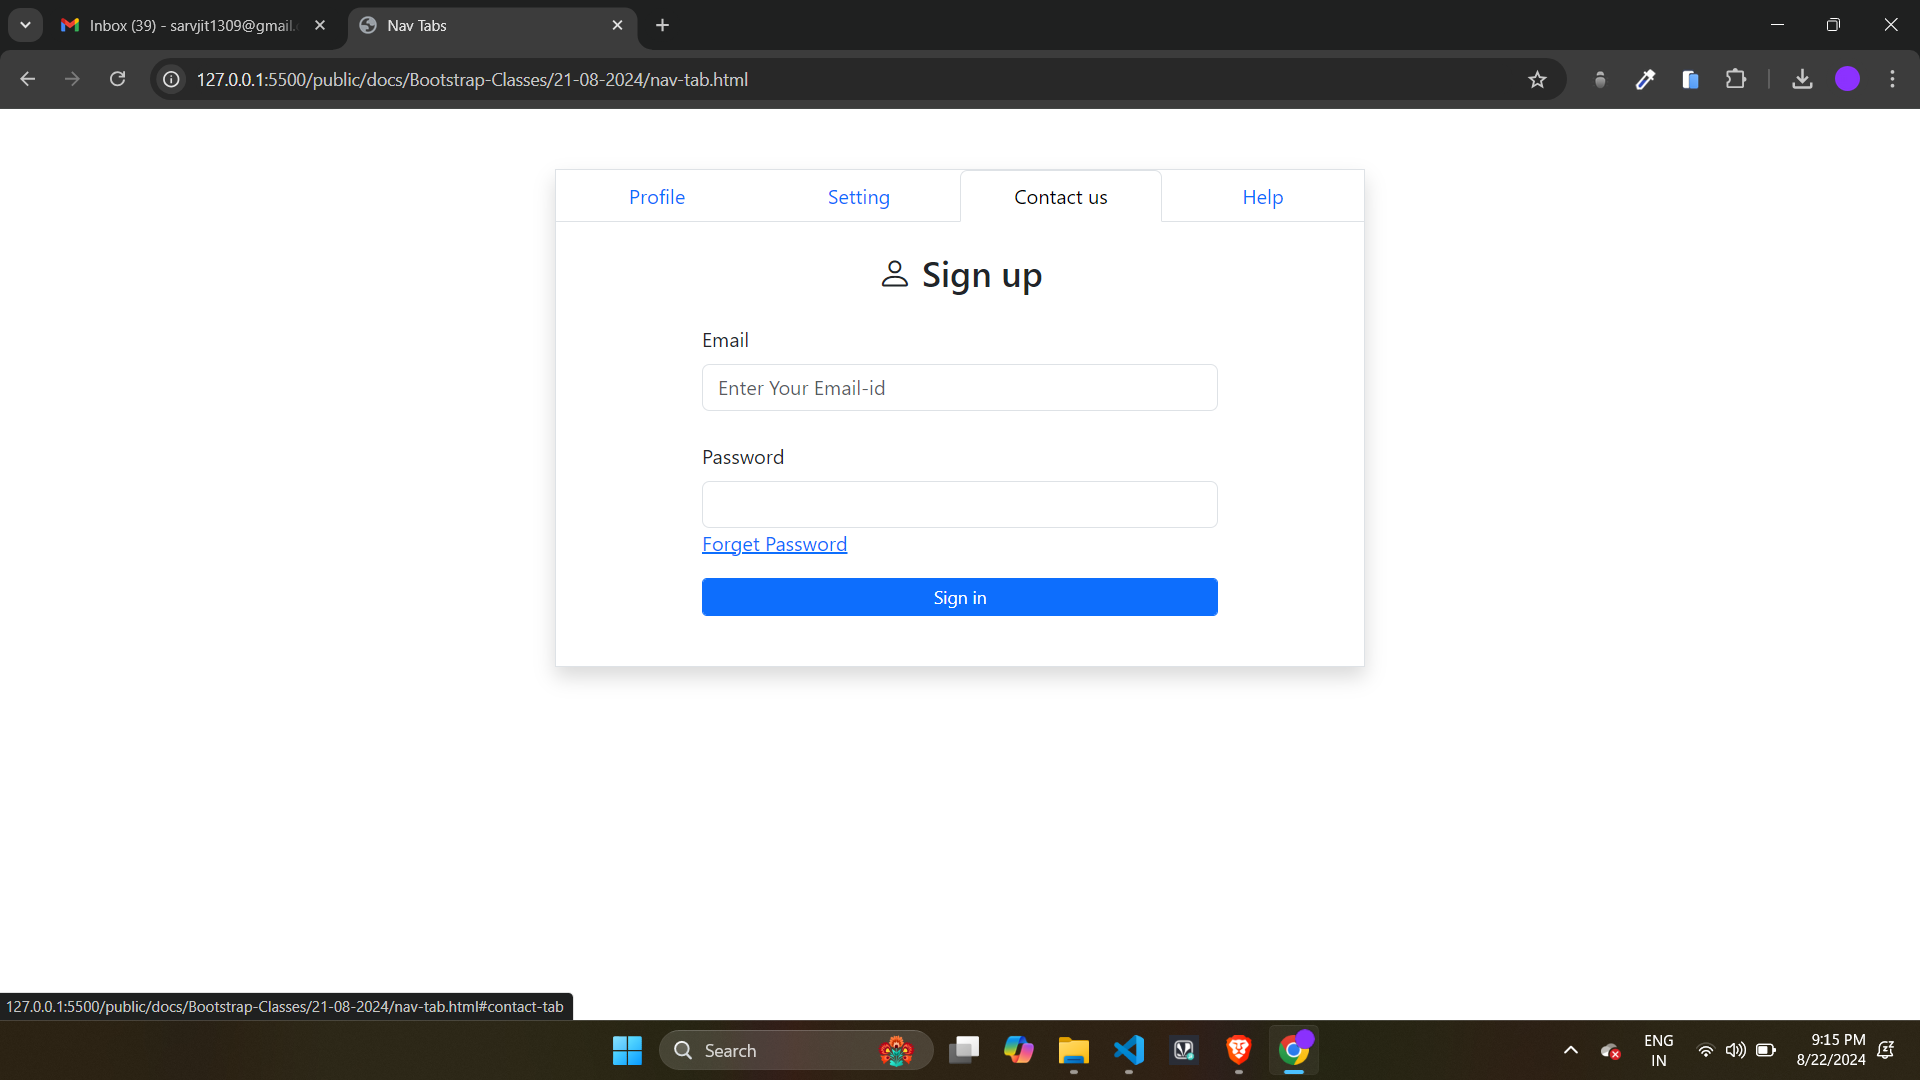 Inbox (39) - sarvjit1309@gmail.
Nav Tabs
127.0.0.1:5500/public/docs/Bootstrap-Classes/21-08-2024/nav-tab.html
Profile Setting Contact us Help
Sign up
Email
Enter Your Email-id
Password
Forget Password
Sign in
127.0.0.1:5500/public/docs/Bootstrap-Classes/21-08-2024/nav-tab.html#contact-tab
Search
ENG
IN
9:15 PM
8/22/2024